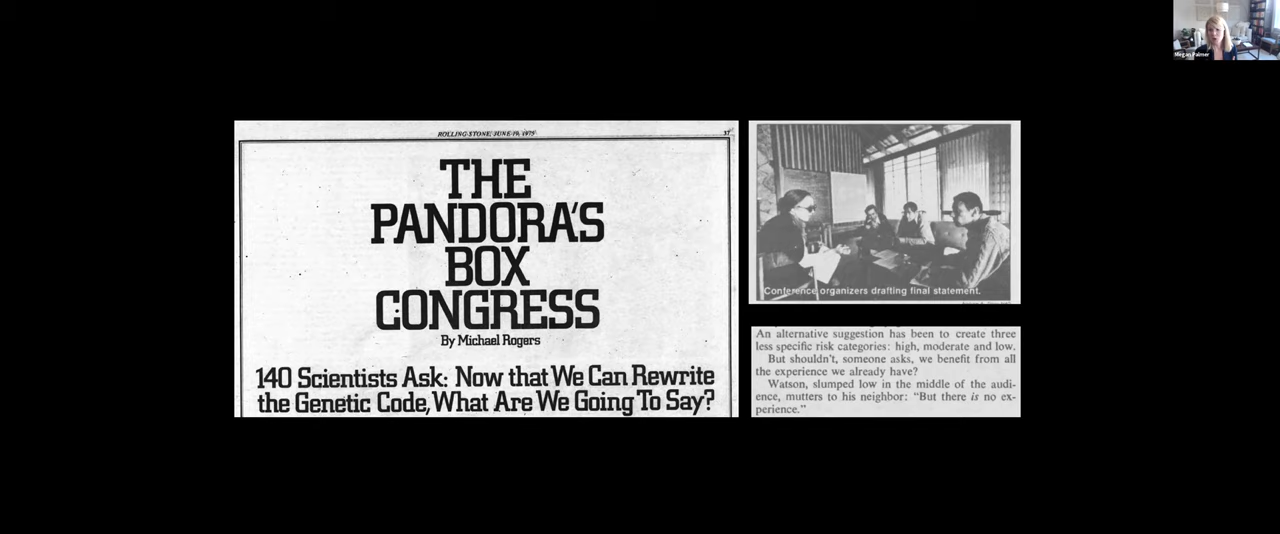 Megan Palmer
ROLLING STONE, JUNE 19, 1975
37
THE
PANDORA'S
BOX
CONGRESS
By Michael Rogers
140 Scientists Ask: Now that We Can Rewrite
the Genetic Code, What Are We Going To Say?
Conference organizers drafting final statement.
An alternative suggestion has been to create three
less specific risk categories: high, moderate and low.
But shouldn't, someone asks, we benefit from all
the experience we already have?
Watson, slumped low in the middle of the audi-
ence, mutters to his neighbor: “But there is no ex-
perience.”